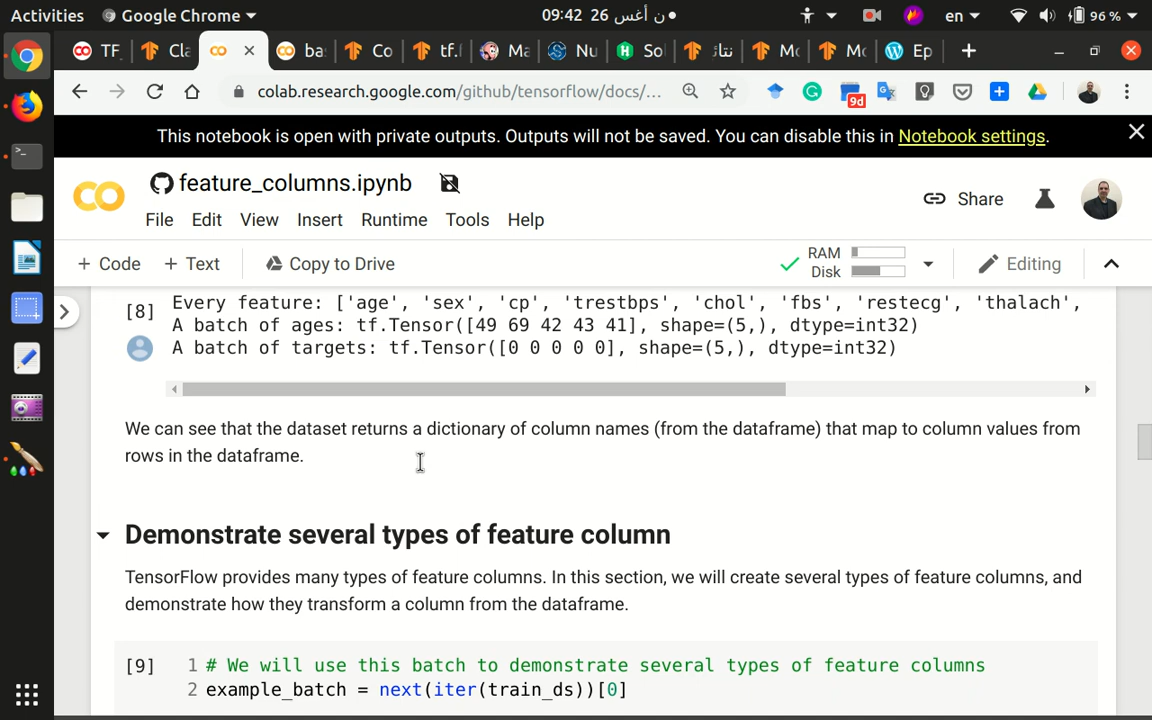 Activities Google Chrome ▾ 09:42 26 ن أغس ● en ▾ 96 % ▾
TF Cla ba Co tf.f Ma Nu So نتائـ Mo Mo Ep
colab.research.google.com/github/tensorflow/docs/... 9d
This notebook is open with private outputs. Outputs will not be saved. You can disable this in Notebook settings.
feature_columns.ipynb
Share
File Edit View Insert Runtime Tools Help
+ Code + Text Copy to Drive RAM Disk Editing
[8] Every feature: ['age', 'sex', 'cp', 'trestbps', 'chol', 'fbs', 'restecg', 'thalach',
A batch of ages: tf.Tensor([49 69 42 43 41], shape=(5,), dtype=int32)
A batch of targets: tf.Tensor([0 0 0 0 0], shape=(5,), dtype=int32)
We can see that the dataset returns a dictionary of column names (from the dataframe) that map to column values from
rows in the dataframe.
Demonstrate several types of feature column
TensorFlow provides many types of feature columns. In this section, we will create several types of feature columns, and
demonstrate how they transform a column from the dataframe.
[9] 1 # We will use this batch to demonstrate several types of feature columns
2 example_batch = next(iter(train_ds))[0]